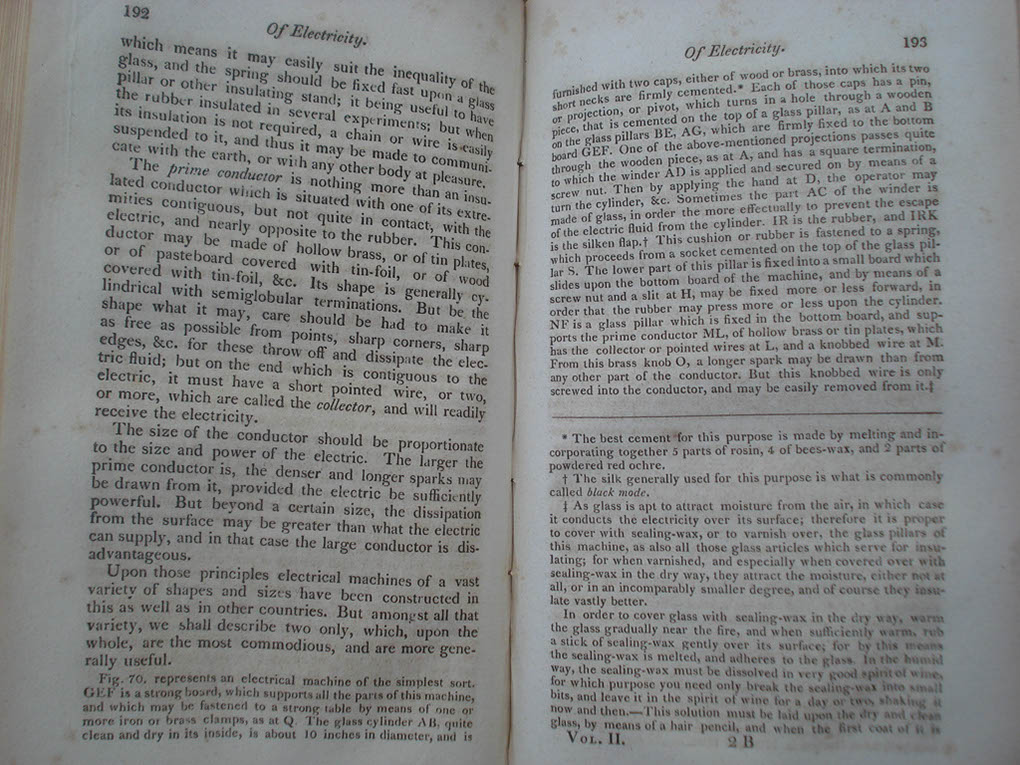 192
Of Electricity.
which means it may easily suit the inequality of the
glass, and the spring should be fixed fast upon a glass
pillar or other insulating stand; it being useful to have
the rubber insulated in several experiments; but when
its insulation is not required, a chain or wire is easily
suspended to it, and thus it may be made to communi-
cate with the earth, or with any other body at pleasure.
The prime conductor is nothing more than an insu-
lated conductor which is situated with one of its extre-
mities contiguous, but not quite in contact, with the
electric, and nearly opposite to the rubber. This con-
ductor may be made of hollow brass, or of tin plates,
or of pasteboard covered with tin-foil, or of wood
covered with tin-foil, &c. Its shape is generally cy-
lindrical with semiglobular terminations. But be the
shape what it may, care should be had to make it
as free as possible from points, sharp corners, sharp
edges, &c. for these throw off and dissipate the elec-
tric fluid; but on the end which is contiguous to the
electric, it must have a short pointed wire, or two,
or more, which are called the collector, and will readily
receive the electricity.
The size of the conductor should be proportionate
to the size and power of the electric. The larger the
prime conductor is, the denser and longer sparks may
be drawn from it, provided the electric be sufficiently
powerful. But beyond a certain size, the dissipation
from the surface may be greater than what the electric
can supply, and in that case the large conductor is dis-
advantageous.
Upon those principles electrical machines of a vast
variety of shapes and sizes have been constructed in
this as well as in other countries. But amongst all that
variety, we shall describe two only, which, upon the
whole, are the most commodious, and are more gene-
rally useful.
Fig. 70. represents an electrical machine of the simplest sort.
GEF is a strong board, which supports all the parts of this machine,
and which may be fastened to a strong table by means of one or
more iron or brass clamps, as at Q. The glass cylinder AB, quite
clean and dry in its inside, is about 10 inches in diameter, and is
Of Electricity.
193
furnished with two caps, either of wood or brass, into which its two
short necks are firmly cemented.* Each of those caps has a pin,
or projection, or pivot, which turns in a hole through a wooden
piece, that is cemented on the top of a glass pillar, as at A and B
on the glass pillars BE, AG, which are firmly fixed to the bottom
board GEF. One of the above-mentioned projections passes quite
through the wooden piece, as at A, and has a square termination,
to which the winder AD is applied and secured on by means of a
screw nut. Then by applying the hand at D, the operator may
turn the cylinder, &c. Sometimes the part AC of the winder is
made of glass, in order the more effectually to prevent the escape
of the electric fluid from the cylinder. IR is the rubber, and IRK
is the silken flap.† This cushion or rubber is fastened to a spring,
which proceeds from a socket cemented on the top of the glass pil-
lar S. The lower part of this pillar is fixed into a small board which
slides upon the bottom board of the machine, and by means of a
screw nut and a slit at H, may be fixed more or less forward, in
order that the rubber may press more or less upon the cylinder.
NF is a glass pillar which is fixed in the bottom board, and sup-
ports the prime conductor ML, of hollow brass or tin plates, which
has the collector or pointed wires at L, and a knobbed wire at M.
From this brass knob O, a longer spark may be drawn than from
any other part of the conductor. But this knobbed wire is only
screwed into the conductor, and may be easily removed from it.‡
* The best cement for this purpose is made by melting and in-
corporating together 5 parts of rosin, 4 of bees-wax, and 2 parts of
powdered red ochre.
† The silk generally used for this purpose is what is commonly
called black mode.
‡ As glass is apt to attract moisture from the air, in which case
it conducts the electricity over its surface; therefore it is proper
to cover with sealing-wax, or to varnish over, the glass pillars of
this machine, as also all those glass articles which serve for insu-
lating; for when varnished, and especially when covered over with
sealing-wax in the dry way, they attract the moisture, either not at
all, or in an incomparably smaller degree, and of course they insu-
late vastly better.
In order to cover glass with sealing-wax in the dry way, warm
the glass gradually near the fire, and when sufficiently warm, rub
a stick of sealing-wax gently over its surface; for by this means
the sealing-wax is melted, and adheres to the glass. In the humid
way, the sealing-wax must be dissolved in very good spirit of wine,
for which purpose you need only break the sealing-wax into small
bits, and leave it in the spirit of wine for a day or two, shaking it
now and then.—This solution must be laid upon the dry and clean
glass, by means of a hair pencil, and when the first coat of it is
VOL. II. 2 B